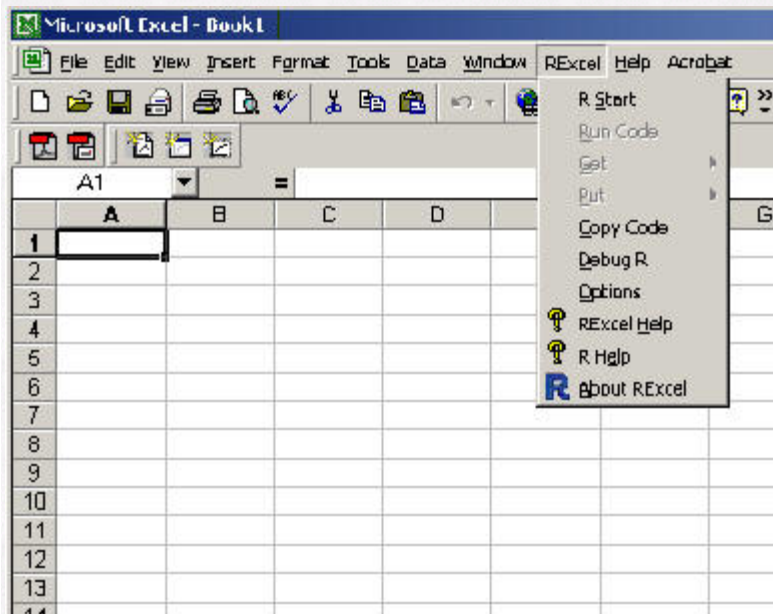 Microsoft Excel - Book1
File Edit View Insert Format Tools Data Window RExcel Help Acrobat
R Start
Run Code
Get
Put
Copy Code
Debug R
Options
RExcel Help
R Help
About RExcel
A1 =
A B C D G
1
2
3
4
5
6
7
8
9
10
11
12
13
14